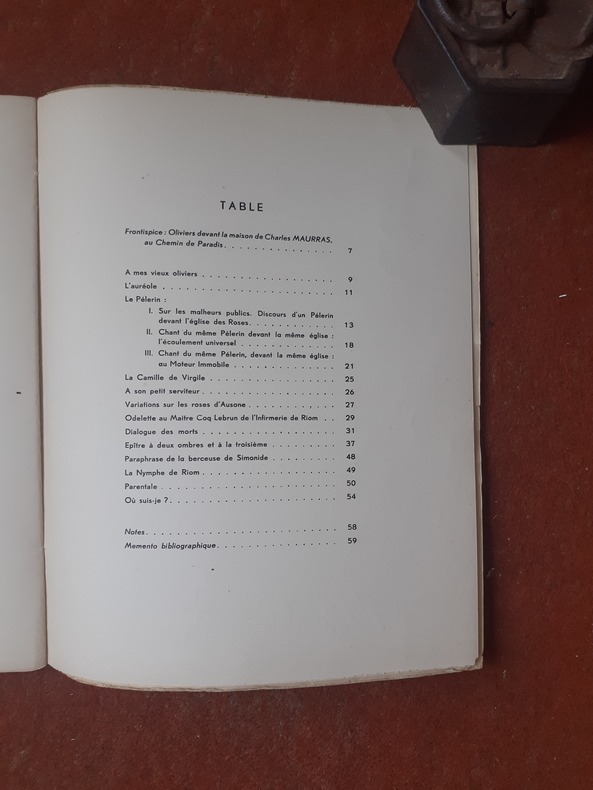 TABLE
Frontispice : Oliviers devant la maison de Charles MAURRAS,
au Chemin de Paradis . . . . . . . . . . . . . . 7
A mes vieux oliviers . . . . . . . . . . . . . . . . . 9
L'auréole . . . . . . . . . . . . . . . . . . . . . . 11
Le Pélerin :
I. Sur les malheurs publics. Discours d'un Pélerin
devant l'église des Roses . . . . . . . . . . . . 13
II. Chant du même Pélerin devant la même église :
l'écoulement universel . . . . . . . . . . . . . 18
III. Chant du même Pélerin, devant la même église :
au Moteur Immobile . . . . . . . . . . . . . . 21
La Camille de Virgile . . . . . . . . . . . . . . . . 25
A son petit serviteur . . . . . . . . . . . . . . . . . 26
Variations sur les roses d'Ausone . . . . . . . . . . . 27
Odelette au Maitre Coq Lebrun de l'Infirmerie de Riom . . 29
Dialogue des morts . . . . . . . . . . . . . . . . . 31
Epître à deux ombres et à la troisième . . . . . . . . 37
Paraphrase de la berceuse de Simonide . . . . . . . . 48
La Nymphe de Riom . . . . . . . . . . . . . . . . . 49
Parentale . . . . . . . . . . . . . . . . . . . . . . 50
Où suis-je ? . . . . . . . . . . . . . . . . . . . . . 54
Notes . . . . . . . . . . . . . . . . . . . . . . . . 58
Memento bibliographique . . . . . . . . . . . . . . . 59